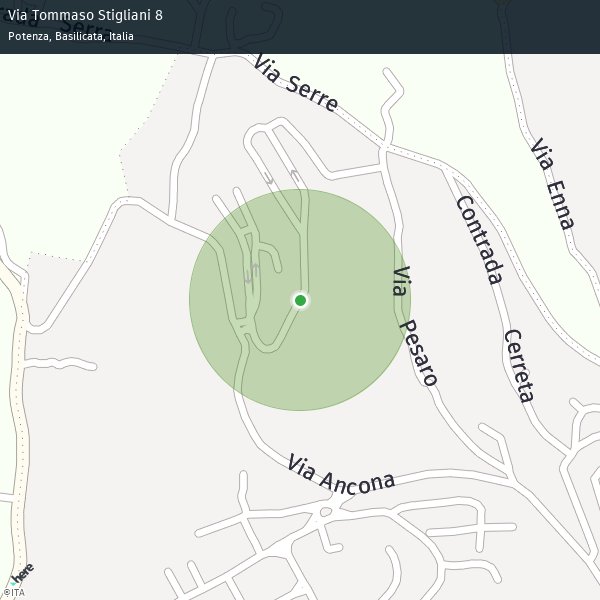 Via Tommaso Stigliani 8
Potenza, Basilicata, Italia
Serra
Via Serre
Via Enna
Contrada
Cerreta
Via Pesaro
Via Ancona
here
©ITA